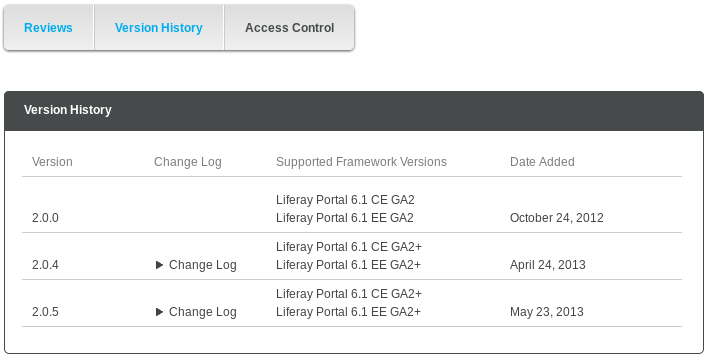 Reviews Version History Access Control
Version History
Version Change Log Supported Framework Versions Date Added
Liferay Portal 6.1 CE GA2
2.0.0 Liferay Portal 6.1 EE GA2 October 24, 2012
Liferay Portal 6.1 CE GA2+
2.0.4 Change Log Liferay Portal 6.1 EE GA2+ April 24, 2013
Liferay Portal 6.1 CE GA2+
2.0.5 Change Log Liferay Portal 6.1 EE GA2+ May 23, 2013